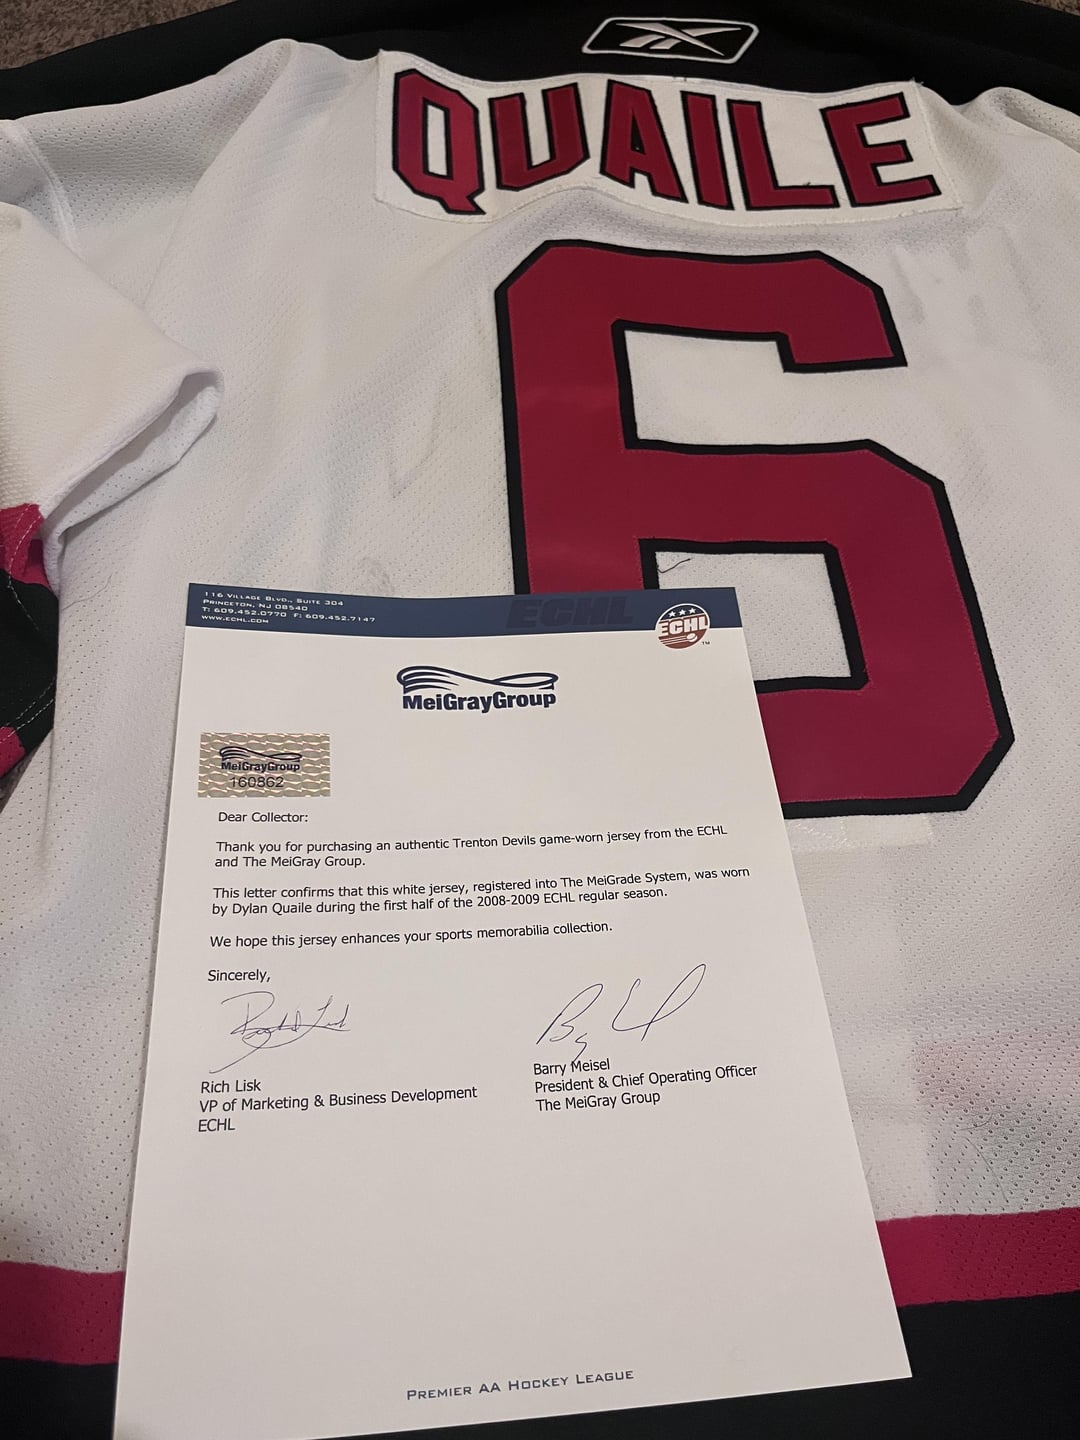 QUAILE
6
116 Village Blvd., Suite 304
Princeton, NJ 08540
T: 609.452.0770 F: 609.452.7147
www.ECHL.com
ECHL
ECHL
TM
MeiGrayGroup
MeiGrayGroup
160862
Dear Collector:
Thank you for purchasing an authentic Trenton Devils game-worn jersey from the ECHL
and The MeiGray Group.
This letter confirms that this white jersey, registered into The MeiGrade System, was worn
by Dylan Quaile during the first half of the 2008-2009 ECHL regular season.
We hope this jersey enhances your sports memorabilia collection.
Sincerely,
Rich Lisk
VP of Marketing & Business Development
ECHL
Barry Meisel
President & Chief Operating Officer
The MeiGray Group
Premier AA Hockey League